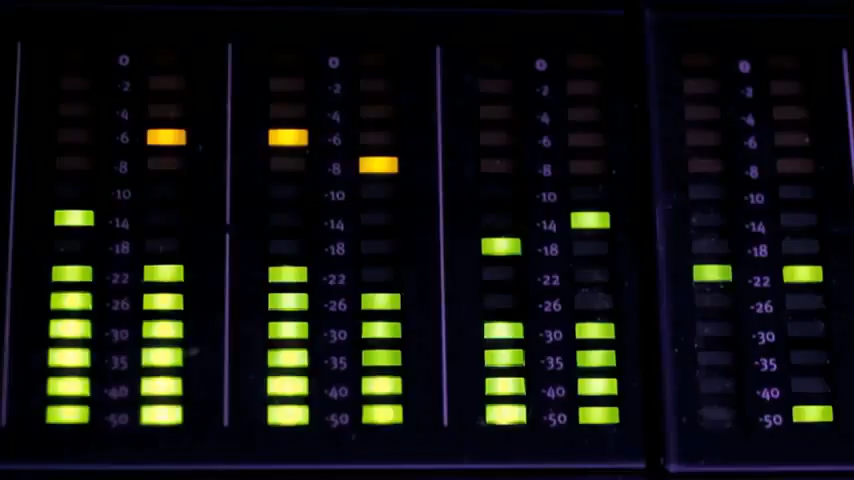 0 0 0 0
-2 -2 -2 -2
-4 -4 -4 -4
-6 -6 -6 -6
-8 -8 -8 -8
-10 -10 -10 -10
-14 -14 -14 -14
-18 -18 -18 -18
-22 -22 -22 -22
-26 -26 -26 -26
-30 -30 -30 -30
-35 -35 -35 -35
-40 -40 -40 -40
-50 -50 -50 -50